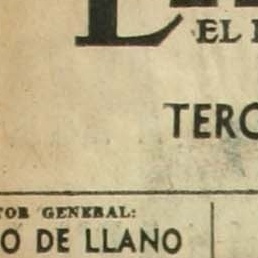 EL
TERC
TOR GENERAL:
O DE LLANO